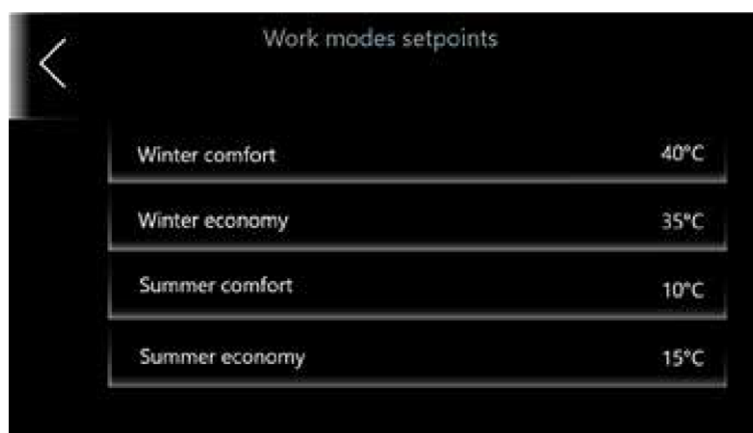 Work modes setpoints
Winter comfort 40°C
Winter economy 35°C
Summer comfort 10°C
Summer economy 15°C